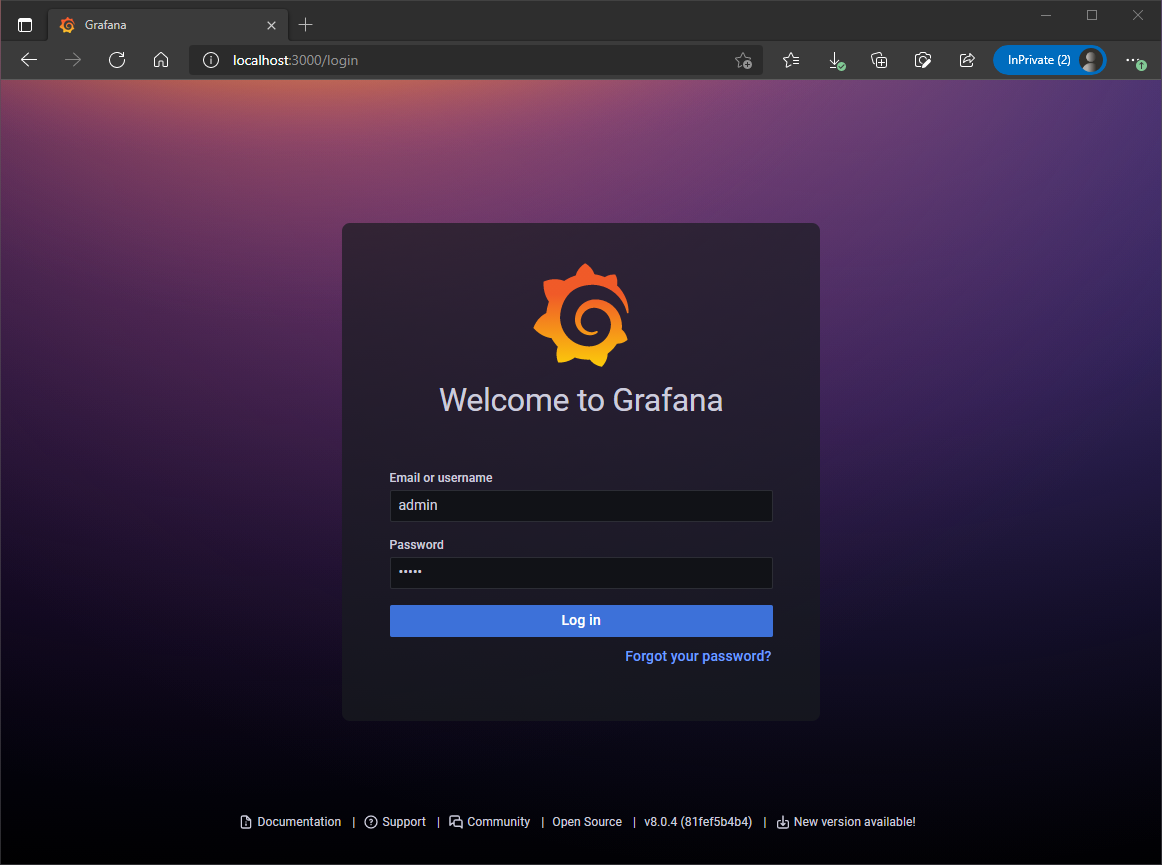 Grafana
localhost:3000/login
InPrivate (2)
Welcome to Grafana
Email or username
admin
Password
•••••
Log in
Forgot your password?
Documentation | Support | Community | Open Source | v8.0.4 (81fef5b4b4) | New version available!